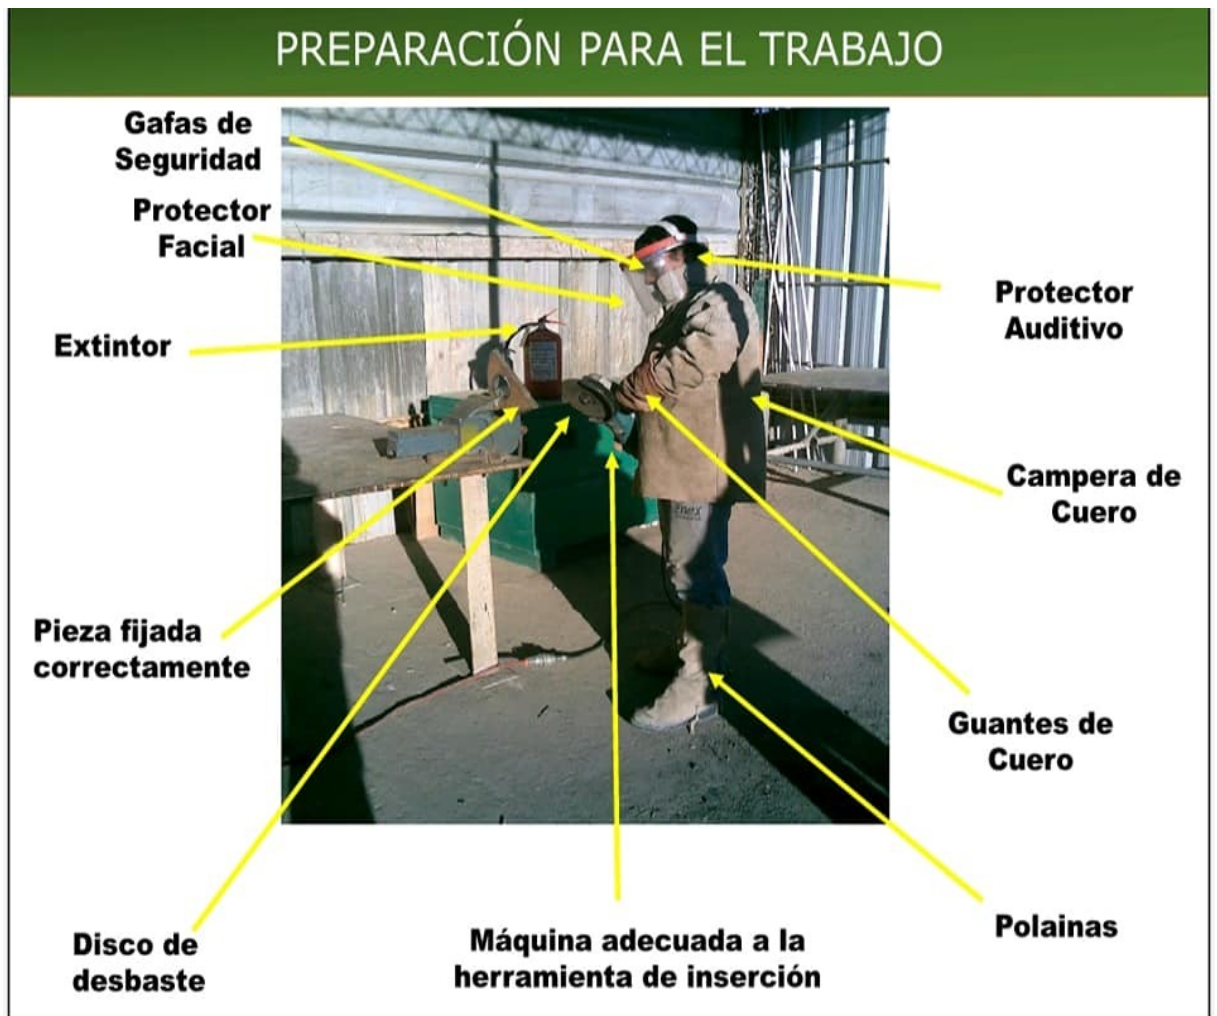 PREPARACIÓN PARA EL TRABAJO
Gafas de
Seguridad
Protector
Facial
Extintor
Protector
Auditivo
Campera de
Cuero
Pieza fijada
correctamente
Guantes de
Cuero
Disco de
desbaste
Máquina adecuada a la
herramienta de inserción
Polainas